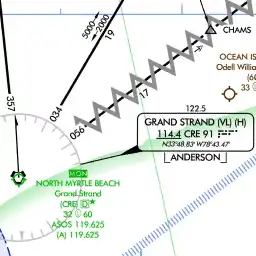 5000
2000
19
CHAMS
OCEAN IS
Odell Willia
(60
33
357
034
17
056
122.5
GRAND STRAND (VL) (H)
114.4 CRE 91
N33°48.83' W78°43.47'
ANDERSON
MON
NORTH MYRTLE BEACH
Grand Strand
(CRE)
32 60
ASOS 119.625
(A) 119.625